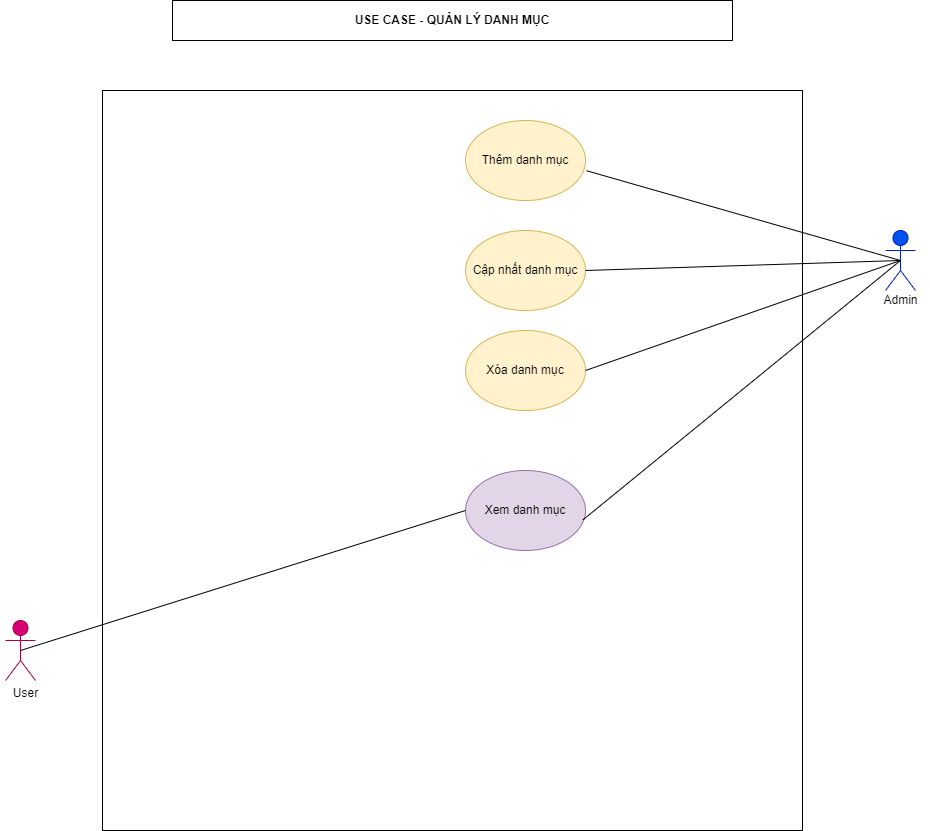 USE CASE - QUẢN LÝ DANH MỤC
Thêm danh mục
Cập nhất danh mục
Xóa danh mục
Xem danh mục
Admin
User